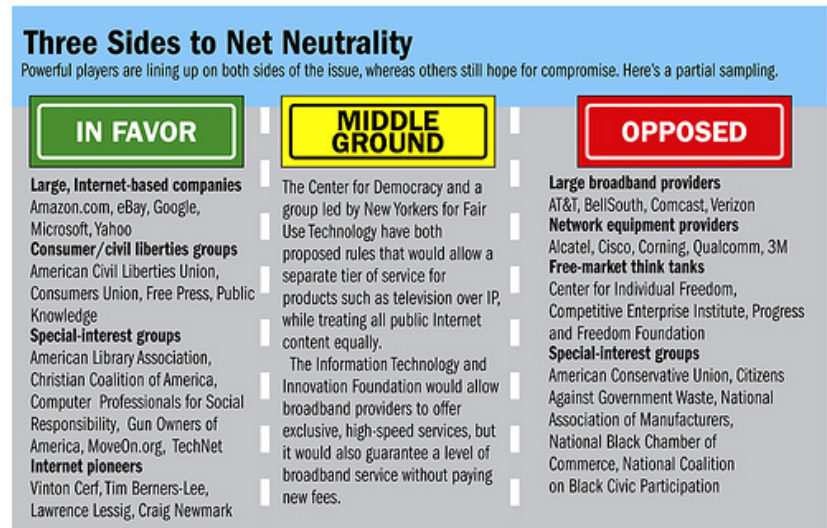 Three Sides to Net Neutrality
Powerful players are lining up on both sides of the issue, whereas others still hope for compromise. Here's a partial sampling.
IN FAVOR
Large, Internet-based companies
Amazon.com, eBay, Google,
Microsoft, Yahoo
Consumer/civil liberties groups
American Civil Liberties Union,
Consumers Union, Free Press, Public
Knowledge
Special-interest groups
American Library Association,
Christian Coalition of America,
Computer Professionals for Social
Responsibility, Gun Owners of
America, MoveOn.org, TechNet
Internet pioneers
Vinton Cerf, Tim Berners-Lee,
Lawrence Lessig, Craig Newmark
MIDDLE
GROUND
The Center for Democracy and a
group led by New Yorkers for Fair
Use Technology have both
proposed rules that would allow a
separate tier of service for
products such as television over IP,
while treating all public Internet
content equally.
The Information Technology and
Innovation Foundation would allow
broadband providers to offer
exclusive, high-speed services, but
it would also guarantee a level of
broadband service without paying
new fees.
OPPOSED
Large broadband providers
AT&T, BellSouth, Comcast, Verizon
Network equipment providers
Alcatel, Cisco, Corning, Qualcomm, 3M
Free-market think tanks
Center for Individual Freedom,
Competitive Enterprise Institute, Progress
and Freedom Foundation
Special-interest groups
American Conservative Union, Citizens
Against Government Waste, National
Association of Manufacturers,
National Black Chamber of
Commerce, National Coalition
on Black Civic Participation